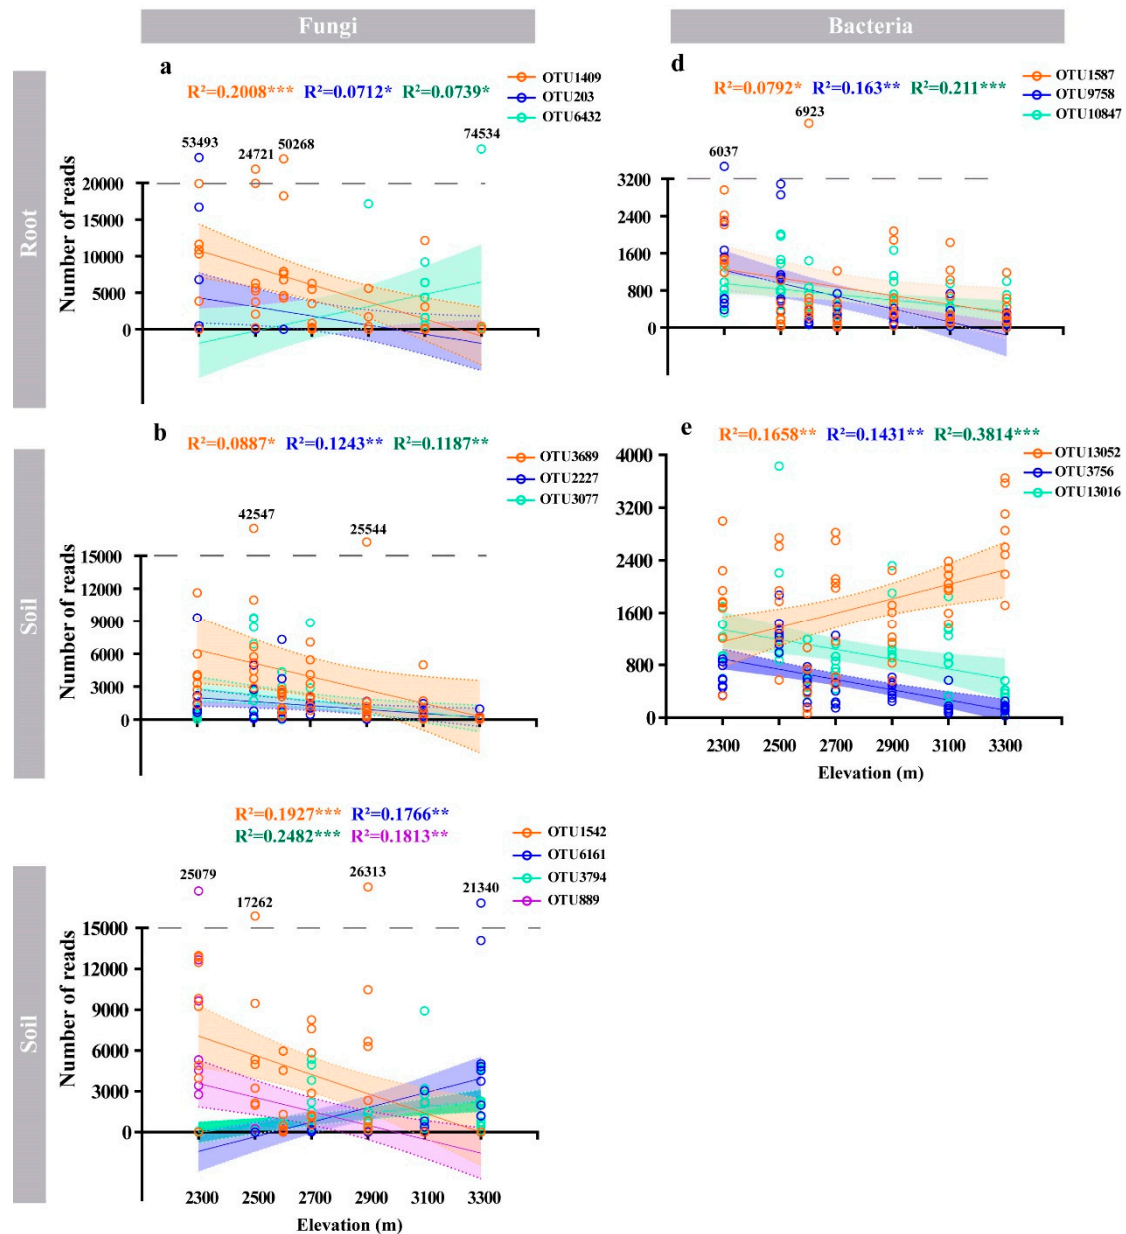 Fungi
Bacteria
Root
Soil
Soil
a
R²=0.2008*** R²=0.0712* R²=0.0739*
OTU1409
OTU203
OTU6432
53493
24721
50268
74534
Number of reads
20000
15000
10000
5000
0
d
R²=0.0792* R²=0.163** R²=0.211***
OTU1587
OTU9758
OTU10847
6037
6923
3200
2400
1600
800
0
b
R²=0.0887* R²=0.1243** R²=0.1187**
OTU3689
OTU2227
OTU3077
42547
25544
Number of reads
15000
12000
9000
6000
3000
0
e
R²=0.1658** R²=0.1431** R²=0.3814***
OTU13052
OTU3756
OTU13016
4000
3200
2400
1600
800
0
2300 2500 2700 2900 3100 3300
Elevation (m)
R²=0.1927*** R²=0.1766**
R²=0.2482*** R²=0.1813**
OTU1542
OTU6161
OTU3794
OTU889
25079
17262
26313
21340
Number of reads
15000
12000
9000
6000
3000
0
2300 2500 2700 2900 3100 3300
Elevation (m)